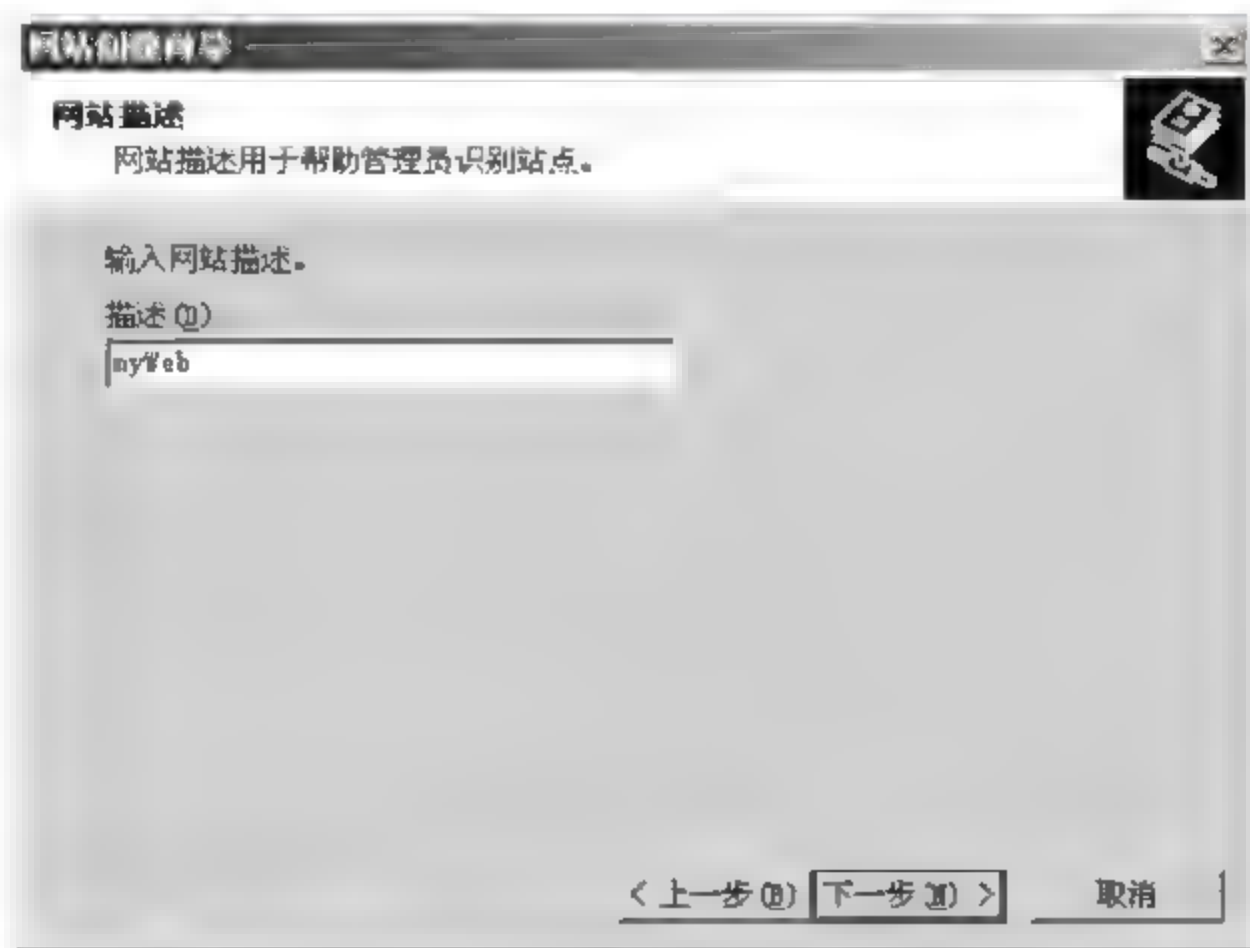 网站创建向导
网站描述
网站描述用于帮助管理员识别站点。
输入网站描述。
描述(D)
myWeb
< 上一步(B) 下一步(N) > 取消